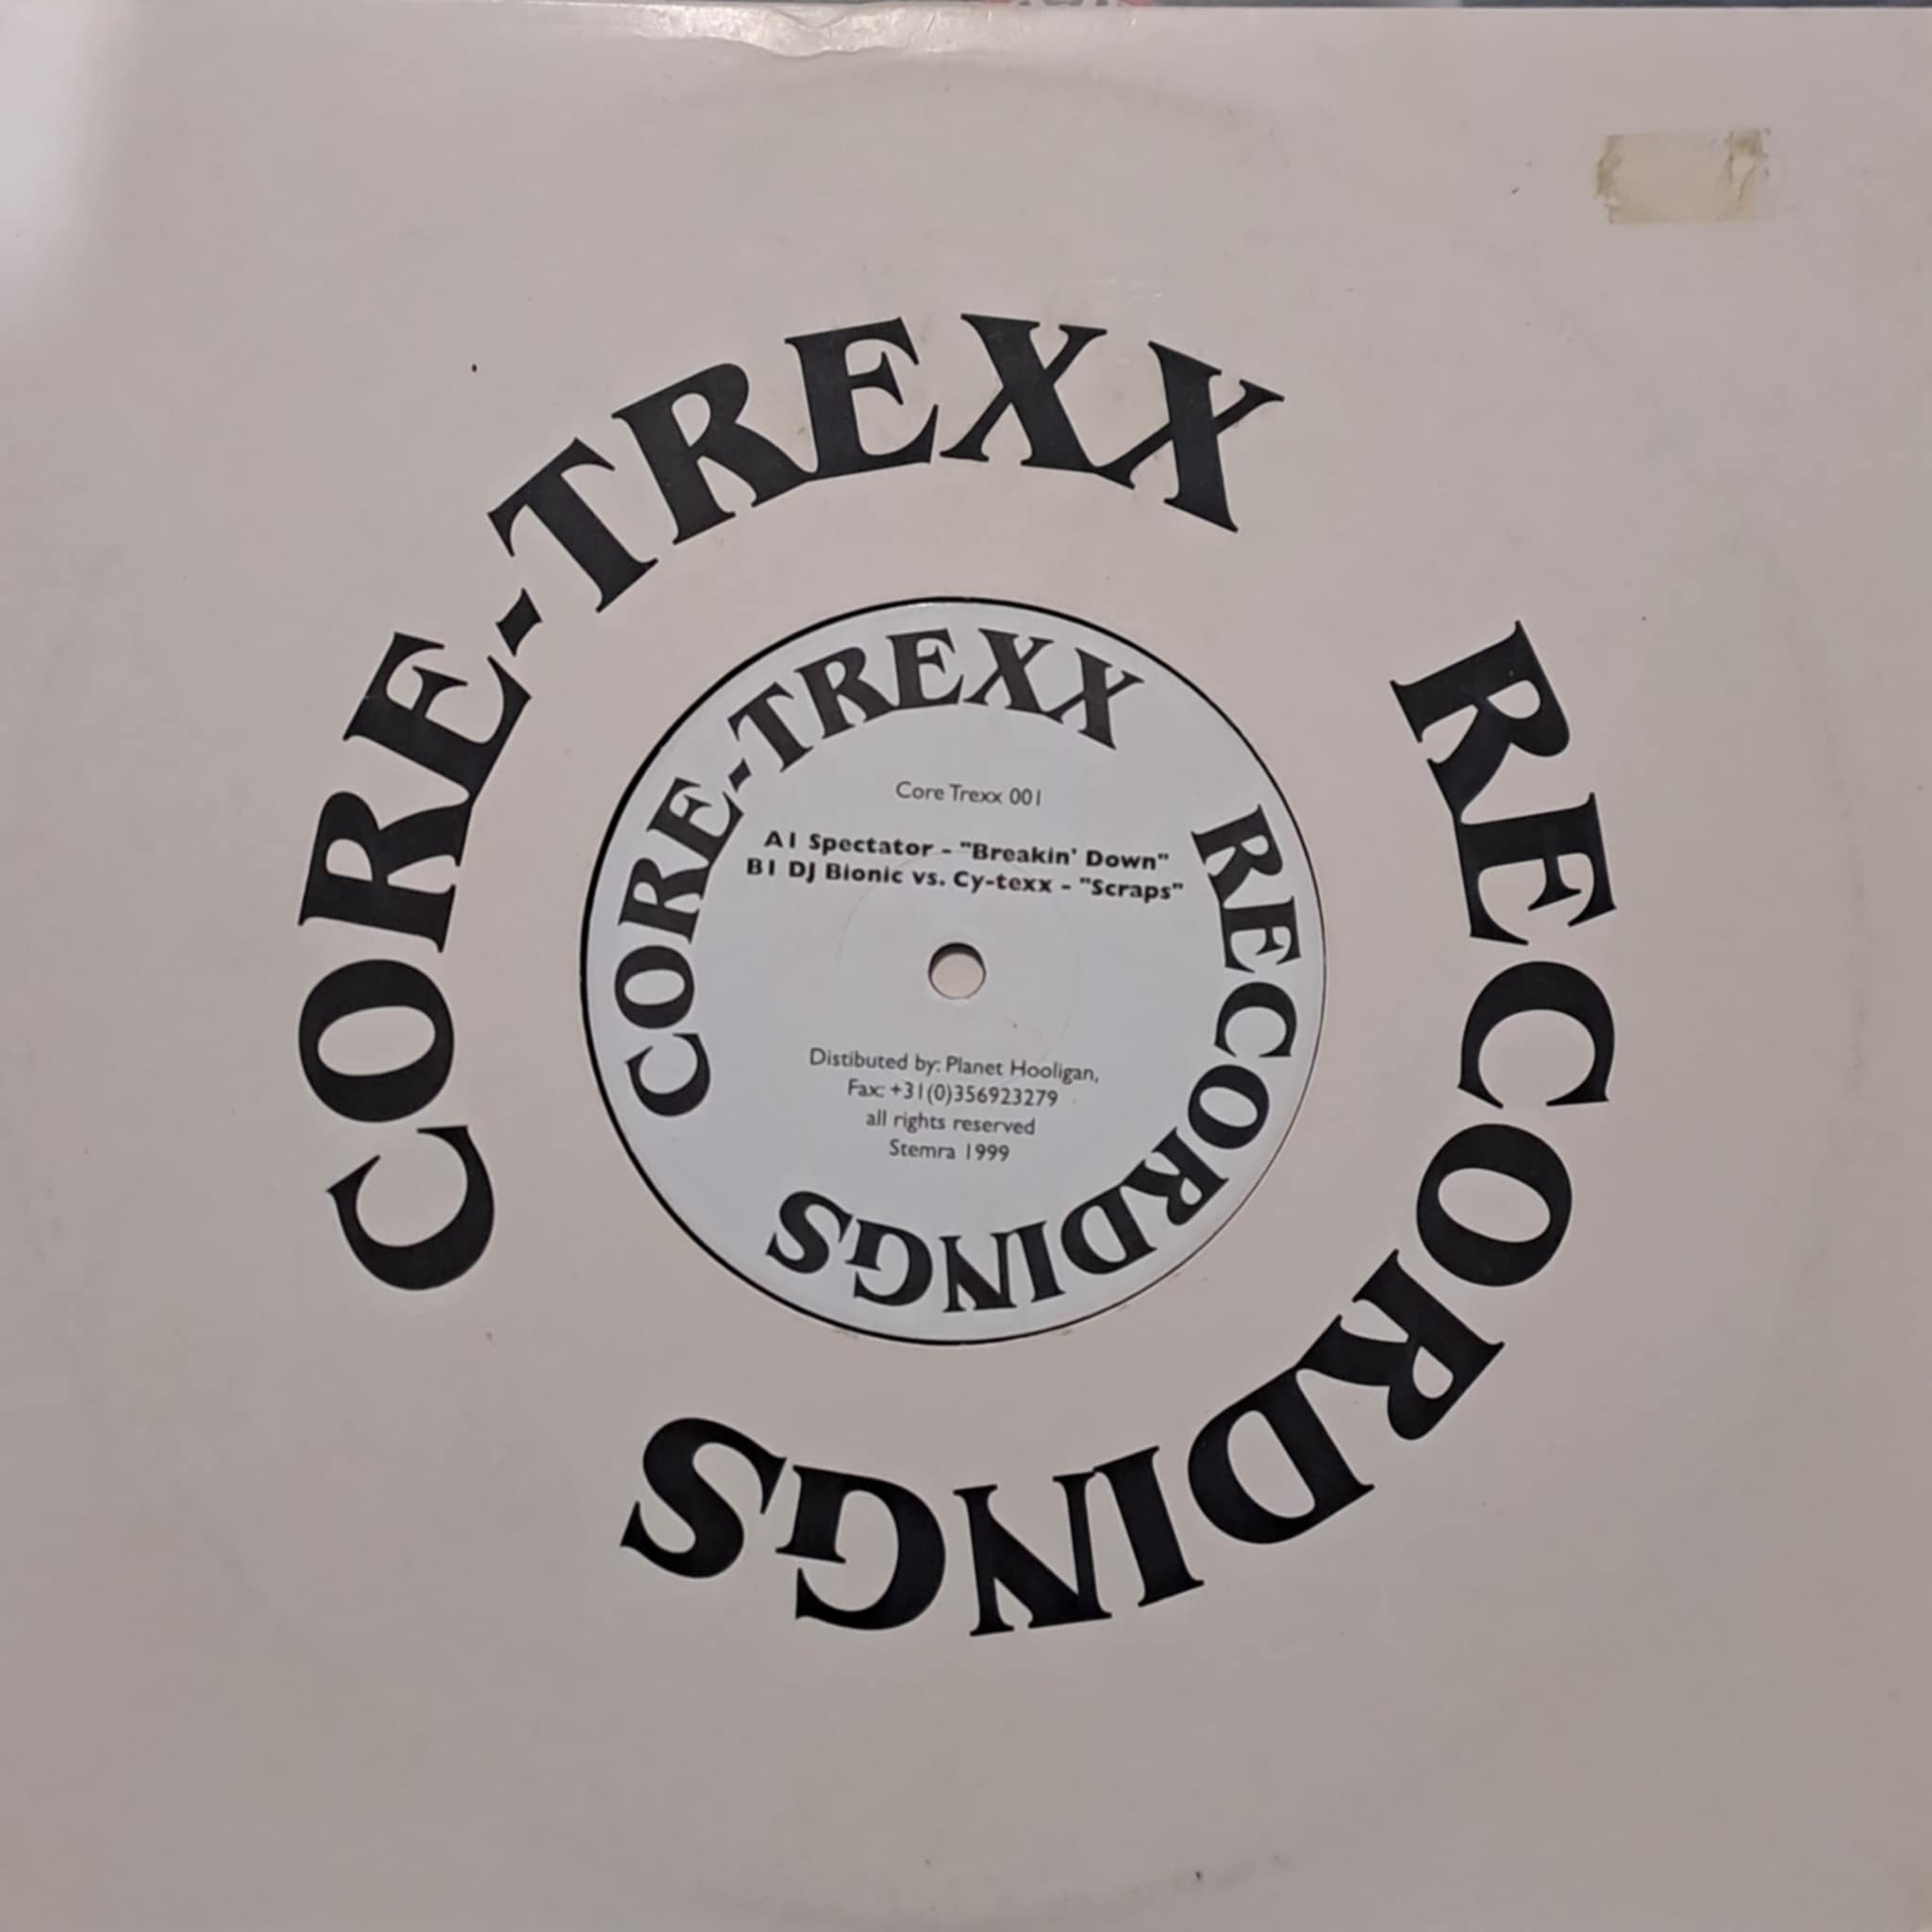 CORE-TREXX RECORDINGS
CORE-TREXX RECORDINGS
Core Trexx 001
A1 Spectator - "Breakin' Down"
B1 DJ Bionic vs. Cy-texx - "Scraps"
Distibuted by: Planet Hooligan,
Fax: +31(0)356923279
all rights reserved
Stemra 1999